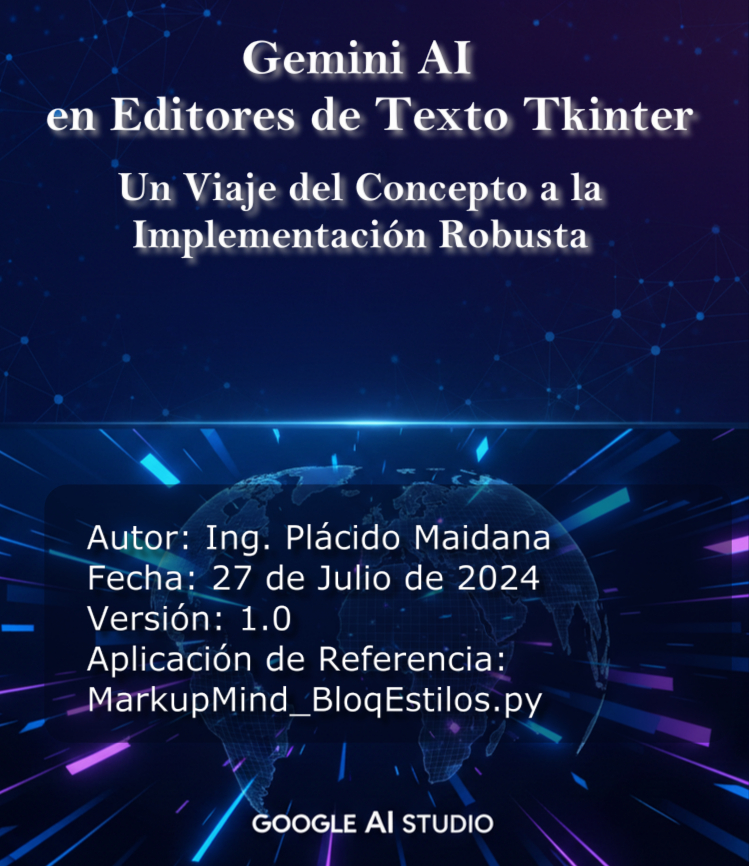 Gemini AI
en Editores de Texto Tkinter
Un Viaje del Concepto a la
Implementación Robusta
Autor: Ing. Plácido Maidana
Fecha: 27 de Julio de 2024
Versión: 1.0
Aplicación de Referencia:
MarkupMind_BloqEstilos.py
GOOGLE AI STUDIO